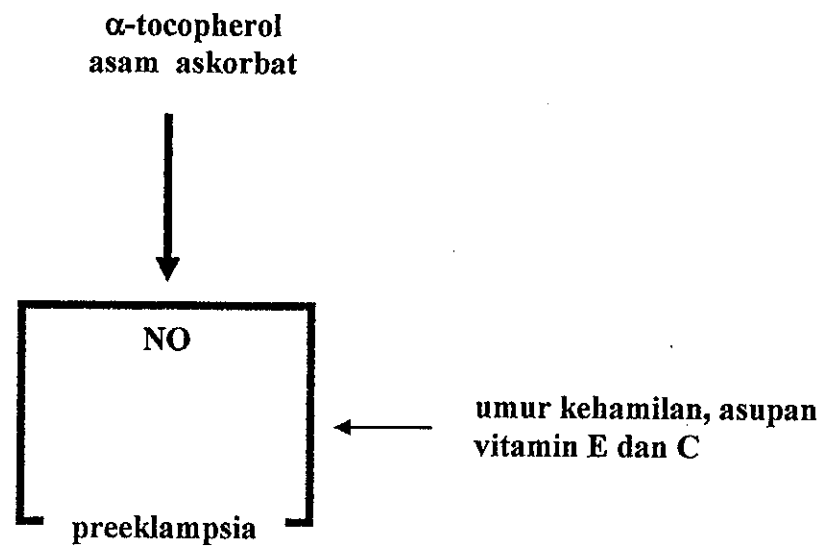 α-tocopherol
asam askorbat
NO
umur kehamilan, asupan
vitamin E dan C
preeklampsia